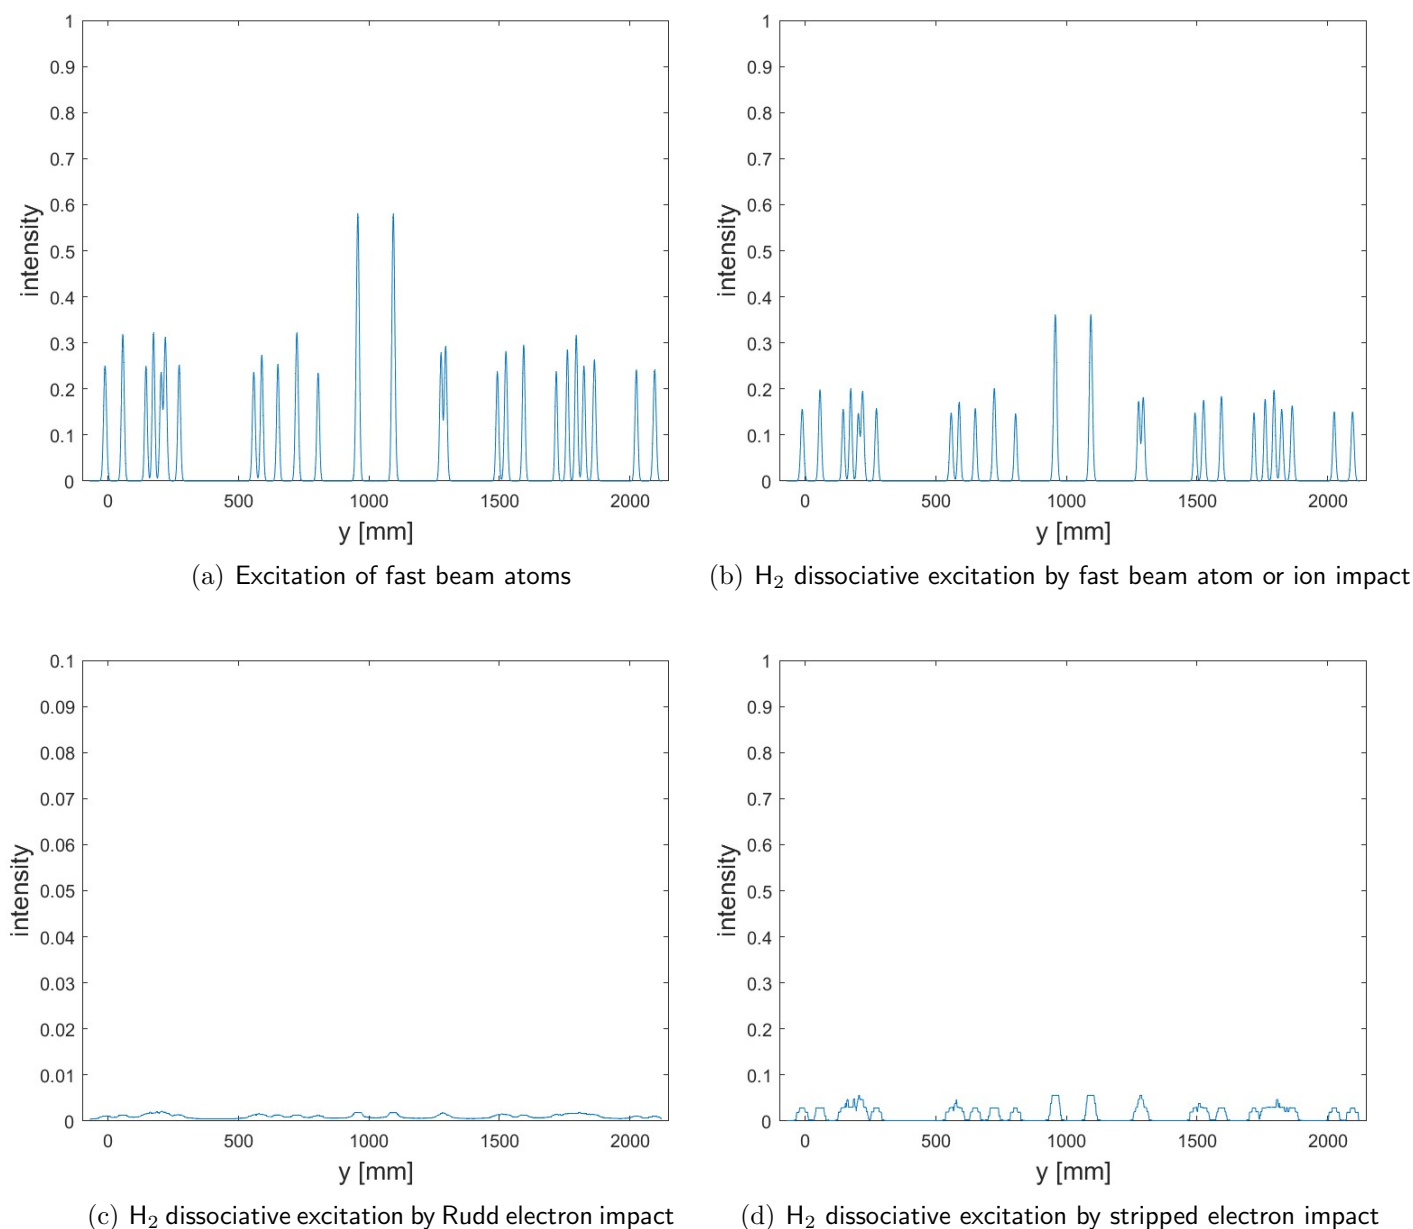 1
0.9
0.8
0.7
0.6
0.5
0.4
0.3
0.2
0.1
0
intensity
0 500 1000 1500 2000
y [mm]
(a) Excitation of fast beam atoms
1
0.9
0.8
0.7
0.6
0.5
0.4
0.3
0.2
0.1
0
intensity
0 500 1000 1500 2000
y [mm]
(b) H₂ dissociative excitation by fast beam atom or ion impact
0.1
0.09
0.08
0.07
0.06
0.05
0.04
0.03
0.02
0.01
0
intensity
0 500 1000 1500 2000
y [mm]
(c) H₂ dissociative excitation by Rudd electron impact
1
0.9
0.8
0.7
0.6
0.5
0.4
0.3
0.2
0.1
0
intensity
0 500 1000 1500 2000
y [mm]
(d) H₂ dissociative excitation by stripped electron impact